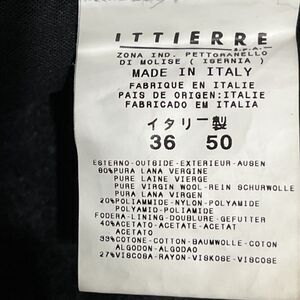 ITTIERRE
S.P.A.
ZONA IND. PETTORANELLO
DI MOLISE ( ISERNIA )
MADE IN ITALY
FABRIQUE EN ITALIE
PAIS DE ORIGEN:ITALIE
FABRICADO EM ITALIA
イタリー製
36 50
ESTERNO-OUTSIDE-EXTERIEUR-AUSEN
80%PURA LANA VERGINE
PURE LAINE VIERGE
PURE VIRGIN WOOL-REIN SCHURWOLLE
PURA LANA VIRGEN
20%POLIAMMIDE-NYLON-POLYAMIDE
POLYAMID-POLIAMIDE
FODERA-LINING-DOUBLURE-GEFUTTER
40%ACETATO-ACETATE-ACETAT
ACETATO
33%COTONE-COTTON-BAUMWOLLE-COTON
ALGODON-ALGODAO
27%VISCOSA-RAYON-VISKOSE-VISCOSE